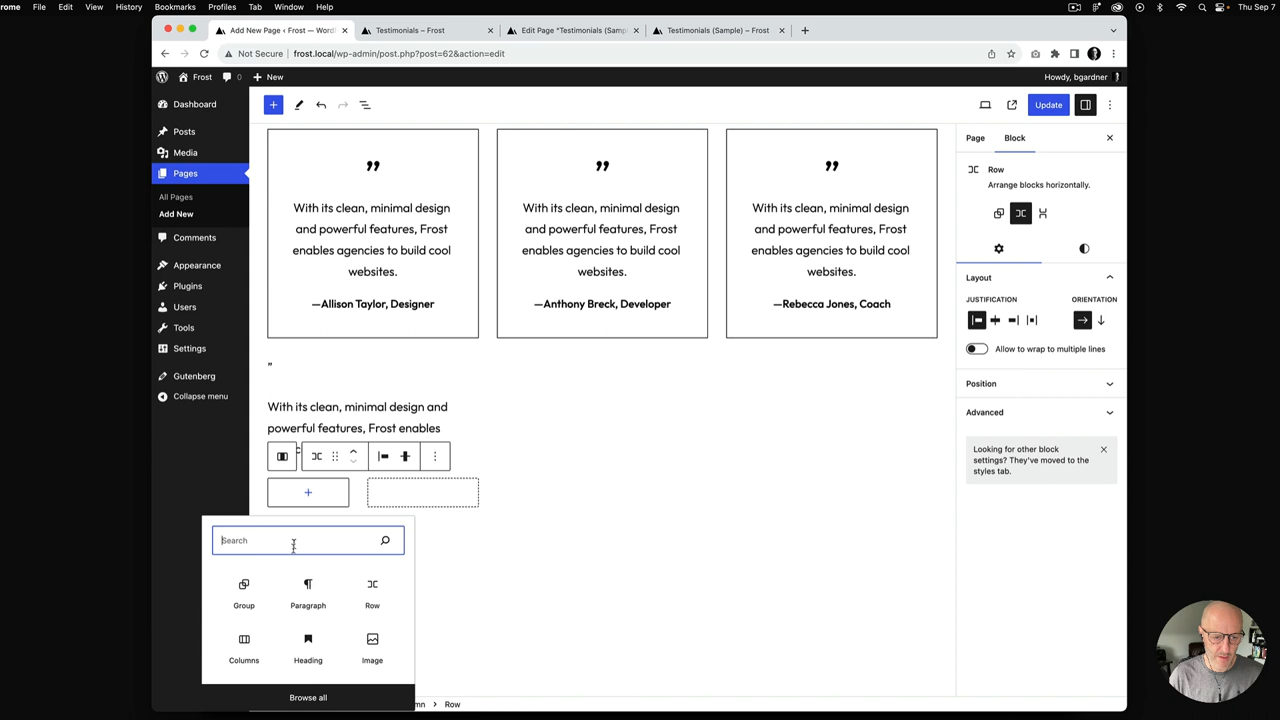 rome File Edit View History Bookmarks Profiles Tab Window Help Thu Sep 7
Add New Page ‹ Frost — Word
Testimonials – Frost
Edit Page "Testimonials (Samp
Testimonials (Sample) – Frost
Not Secure frost.local/wp-admin/post.php?post=62&action=edit
Frost 0 New Howdy, bgardner
Dashboard
Posts
Media
Pages
All Pages
Add New
Comments
Appearance
Plugins
Users
Tools
Settings
Gutenberg
Collapse menu
Update
”
With its clean, minimal design
and powerful features, Frost
enables agencies to build cool
websites.
—Allison Taylor, Designer
”
With its clean, minimal design
and powerful features, Frost
enables agencies to build cool
websites.
—Anthony Breck, Developer
”
With its clean, minimal design
and powerful features, Frost
enables agencies to build cool
websites.
—Rebecca Jones, Coach
"
With its clean, minimal design and
powerful features, Frost enables
Search
Group
Paragraph
Row
Columns
Heading
Image
Browse all
mn › Row
Page Block
Row
Arrange blocks horizontally.
Layout
JUSTIFICATION ORIENTATION
Allow to wrap to multiple lines
Position
Advanced
Looking for other block
settings? They've moved to the
styles tab.